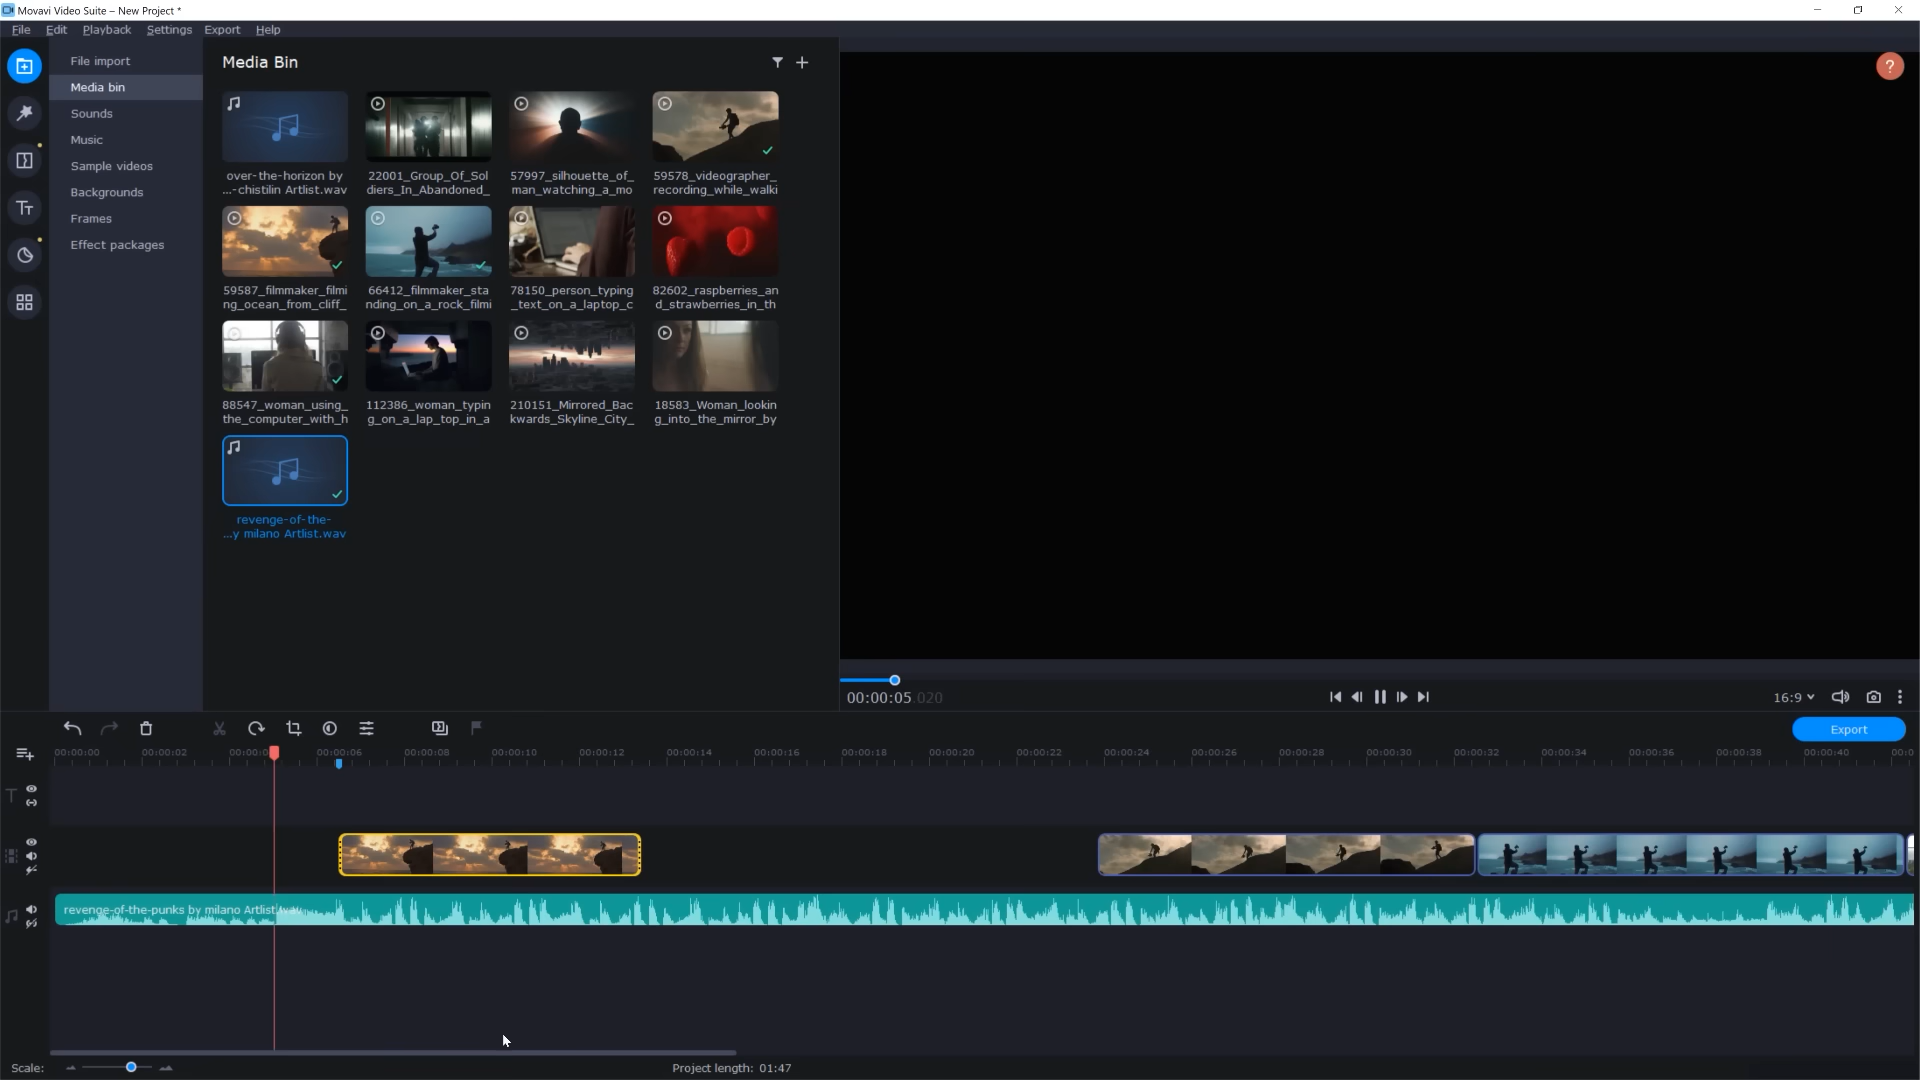 Movavi Video Suite – New Project *
File Edit Playback Settings Export Help
File import
Media bin
Sounds
Music
Sample videos
Backgrounds
Frames
Effect packages
Media Bin
over-the-horizon by
...-chistilin Artlist.wav
22001_Group_Of_Sol
diers_In_Abandoned_
57997_silhouette_of_
man_watching_a_mo
59578_videographer_
recording_while_walki
59587_filmmaker_filmi
ng_ocean_from_cliff_
66412_filmmaker_sta
nding_on_a_rock_filmi
78150_person_typing
_text_on_a_laptop_c
82602_raspberries_an
d_strawberries_in_th
88547_woman_using_
the_computer_with_h
112386_woman_typin
g_on_a_lap_top_in_a
210151_Mirrored_Bac
kwards_Skyline_City_
18583_Woman_lookin
g_into_the_mirror_by
revenge-of-the-
...y milano Artlist.wav
?
00:00:05.020
16:9
Export
00:00:00 00:00:02 00:00:06 00:00:08 00:00:10 00:00:12 00:00:14 00:00:16 00:00:18 00:00:20 00:00:22 00:00:24 00:00:26 00:00:28 00:00:30 00:00:32 00:00:34 00:00:36 00:00:38 00:00:40
revenge-of-the-punks by milano Artlist.wav
Scale:
Project length: 01:47